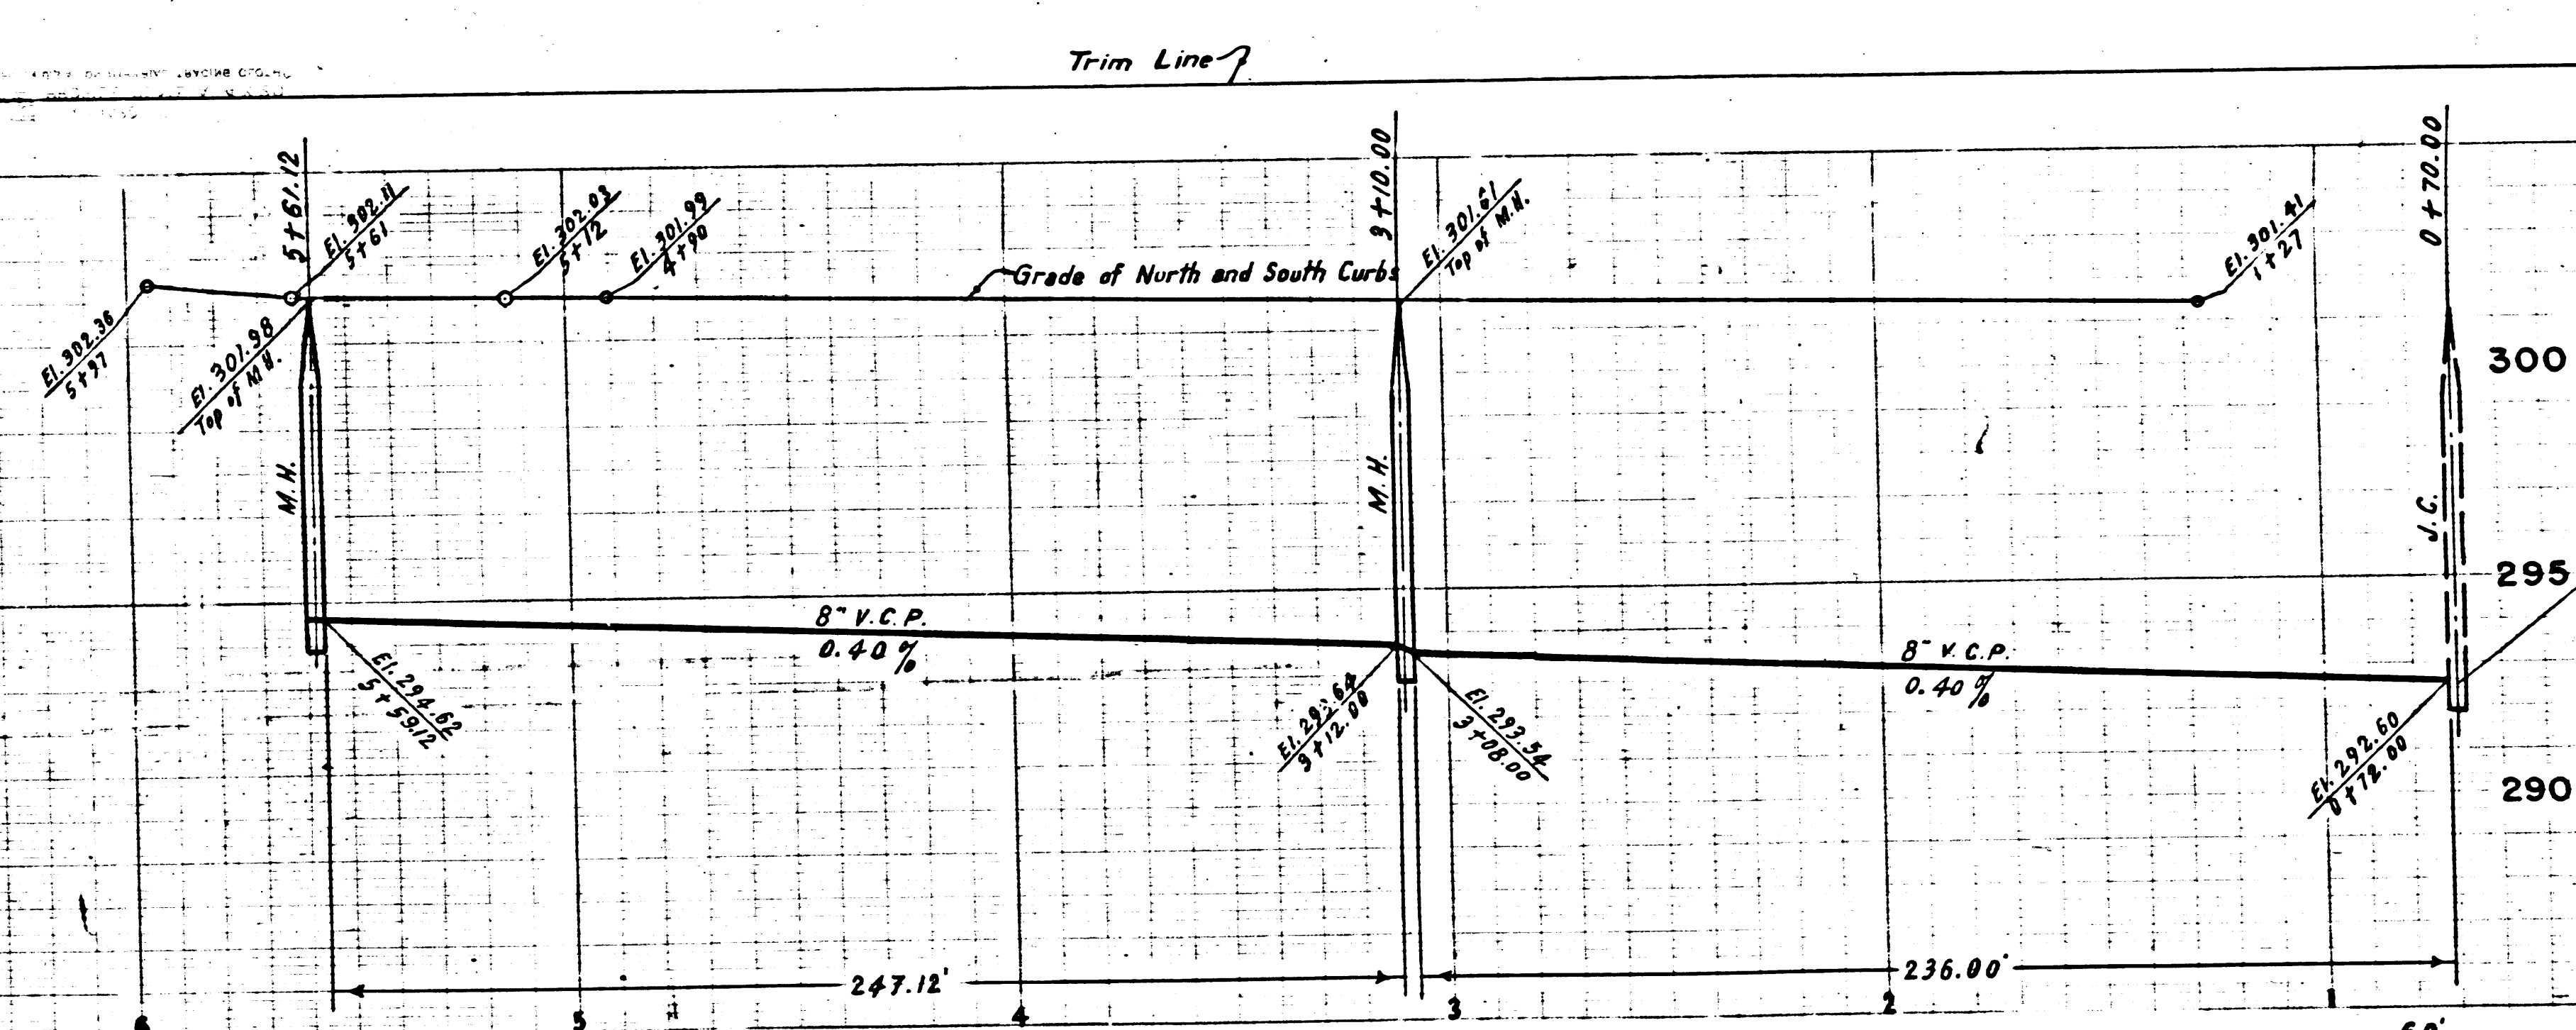 Trim Line
5+61.12
El. 302.11
5+61
El. 302.03
5+12
El. 301.99
4+90
Grade of North and South Curbs
3+10.00
El. 301.61
Top of M.H.
El. 301.41
1+27
0+70.00
El. 302.36
5+97
El. 301.98
Top of M.H.
300
M.H.
M.H.
J.C.
295
8" V.C.P.
0.40%
8" V.C.P.
0.40%
El. 294.62
5+59.12
El. 293.64
3+12.00
El. 293.54
3+08.00
El. 292.60
0+72.00
290
247.12'
236.00'
6
5
4
3
2
1